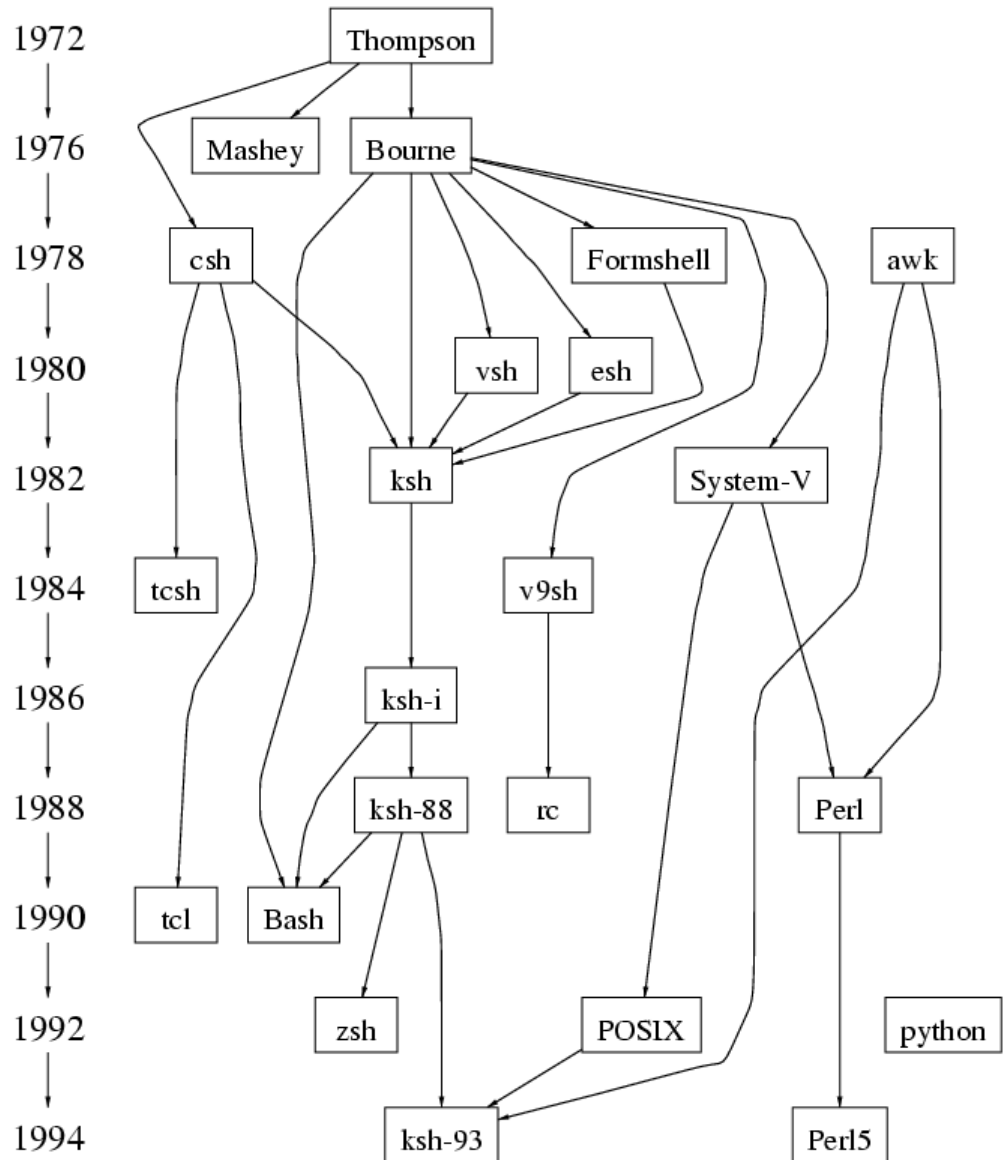 1972
Thompson
1976
Mashey
Bourne
1978
csh
Formshell
awk
1980
vsh
esh
1982
ksh
System-V
1984
tcsh
v9sh
1986
ksh-i
1988
ksh-88
rc
Perl
1990
tcl
Bash
1992
zsh
POSIX
python
1994
ksh-93
Perl5